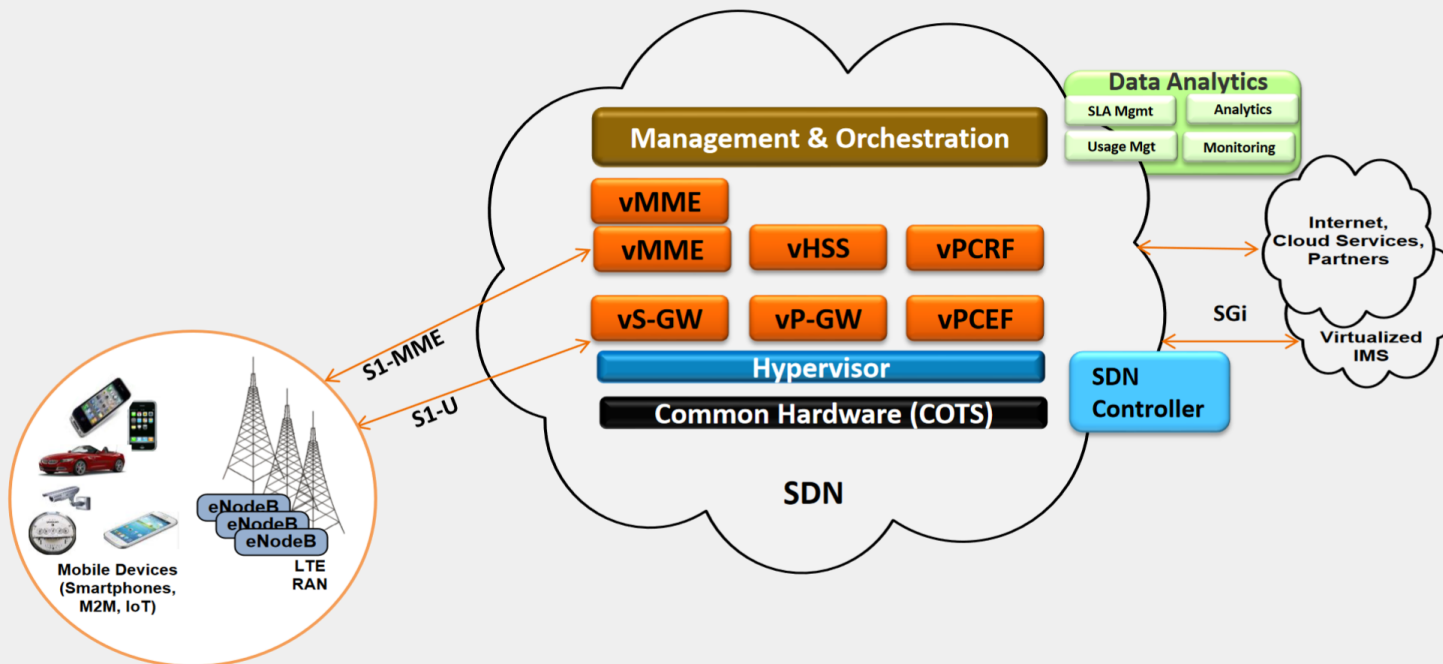 Data Analytics
SLA Mgmt
Analytics
Usage Mgt
Monitoring
Management & Orchestration
vMME
vMME
vHSS
vPCRF
vS-GW
vP-GW
vPCEF
Hypervisor
Common Hardware (COTS)
SDN
SDN
Controller
Internet,
Cloud Services,
Partners
SGi
Virtualized
IMS
S1-MME
S1-U
eNodeB
eNodeB
eNodeB
LTE
RAN
Mobile Devices
(Smartphones,
M2M, IoT)